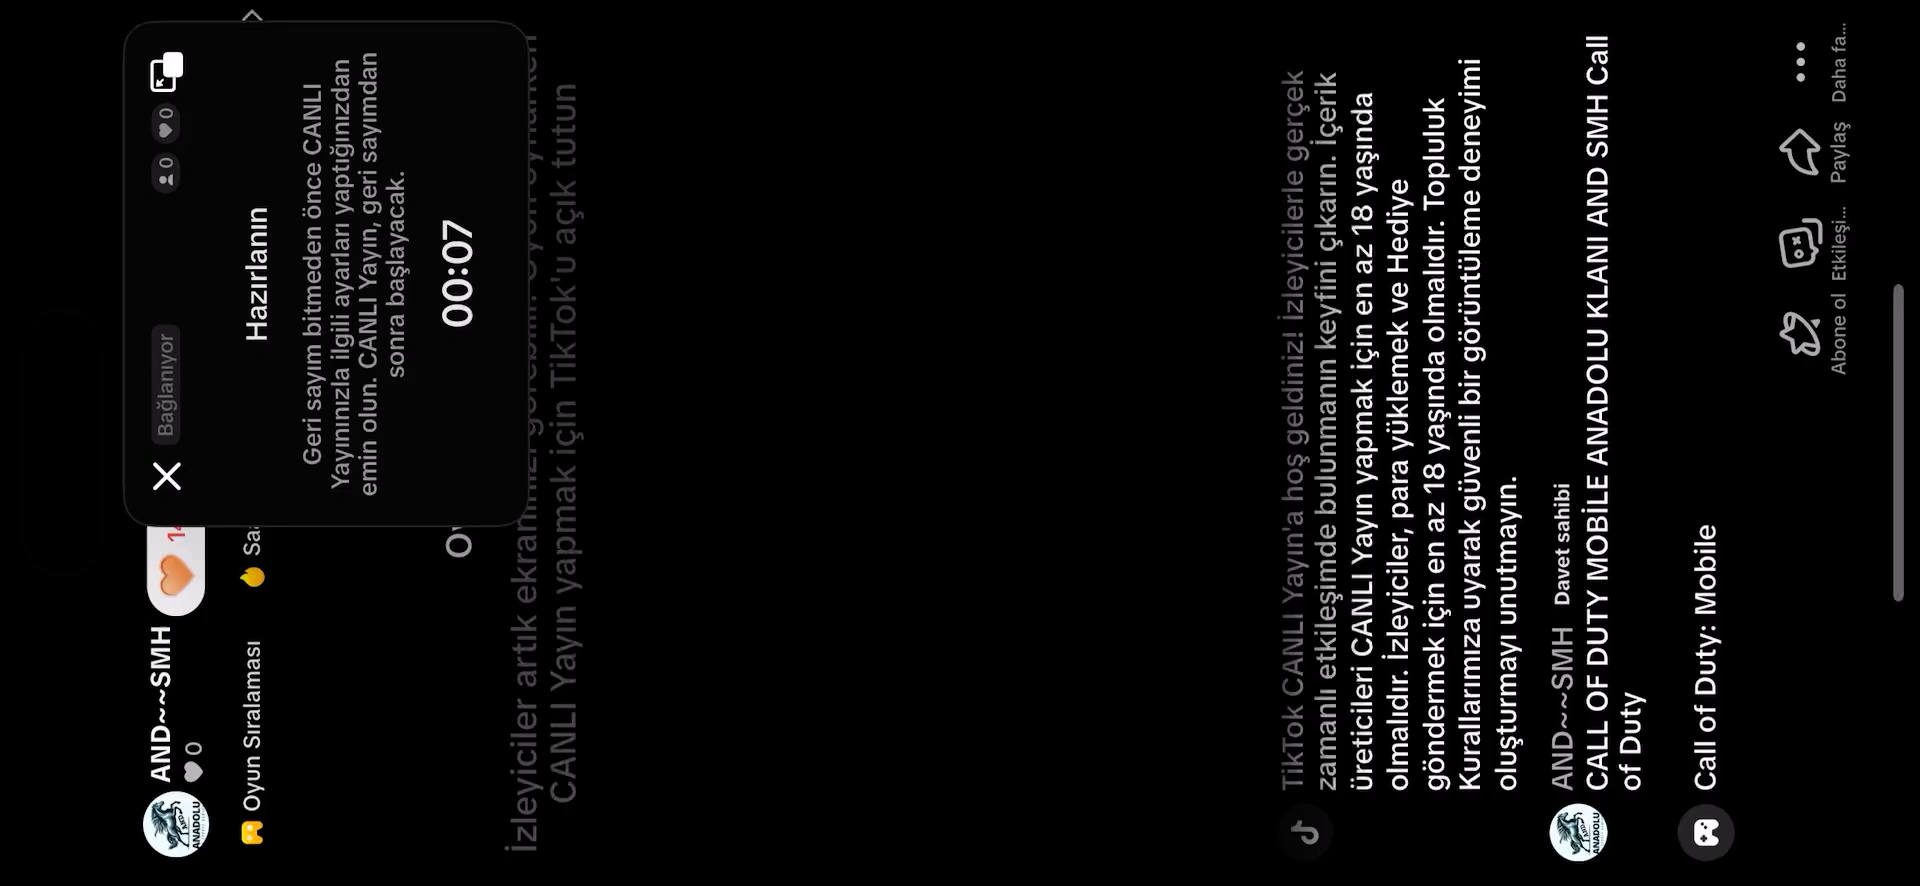 Bağlanıyor
0
0
Hazırlanın
Geri sayım bitmeden önce CANLI
Yayınınızla ilgili ayarları yaptığınızdan
emin olun. CANLI Yayın, geri sayımdan
sonra başlayacak.
00:07
AND~~SMH
0
ANADOLU
Oyun Sıralaması
İzleyiciler artık
CANLI Yayın yapmak için TikTok'u açık tutun
TikTok CANLI Yayın'a hoş geldiniz! İzleyicilerle gerçek
zamanlı etkileşimde bulunmanın keyfini çıkarın. İçerik
üreticileri CANLI Yayın yapmak için en az 18 yaşında
olmalıdır. İzleyiciler, para yüklemek ve Hediye
göndermek için en az 18 yaşında olmalıdır. Topluluk
Kurallarımıza uyarak güvenli bir görüntüleme deneyimi
oluşturmayı unutmayın.
AND~~SMH Davet sahibi
CALL OF DUTY MOBİLE ANADOLU KLANI AND SMH Call
of Duty
ANADOLU
Call of Duty: Mobile
Abone ol
Etkileşi...
Paylaş
Daha fa...